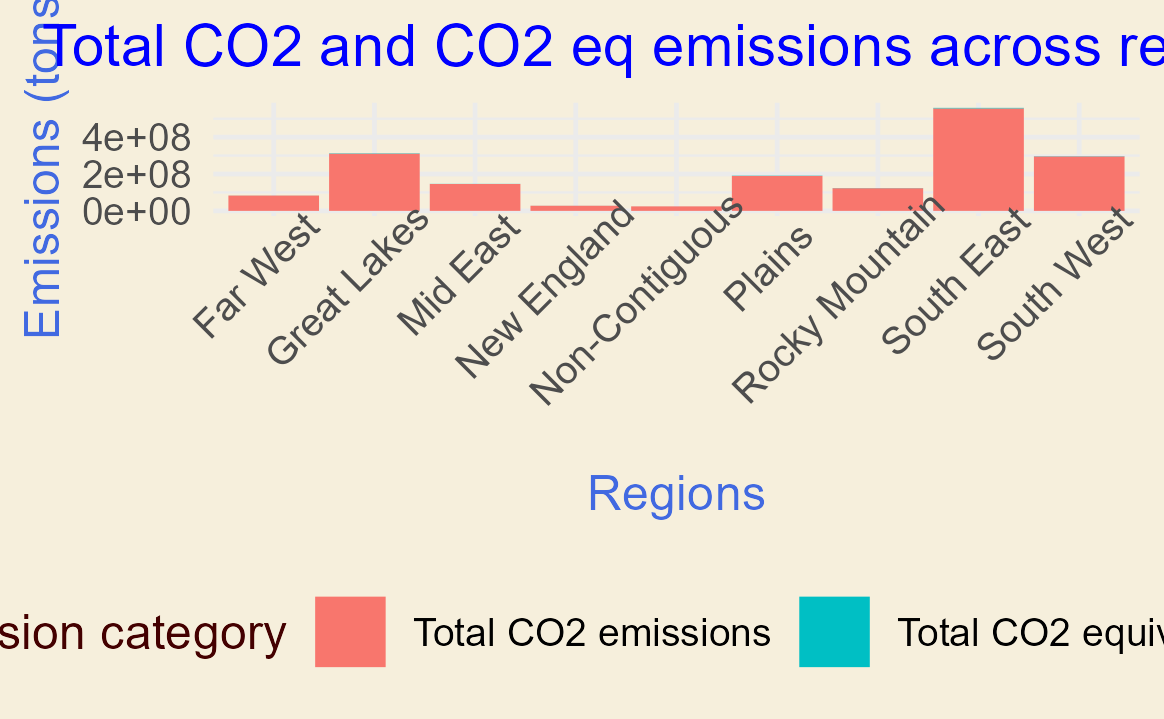 Total CO2 and CO2 eq emissions across re
Emissions (tons
4e+08
2e+08
0e+00
Far West
Great Lakes
Mid East
New England
Non-Contiguous
Plains
Rocky Mountain
South East
South West
Regions
sion category
Total CO2 emissions
Total CO2 equiv